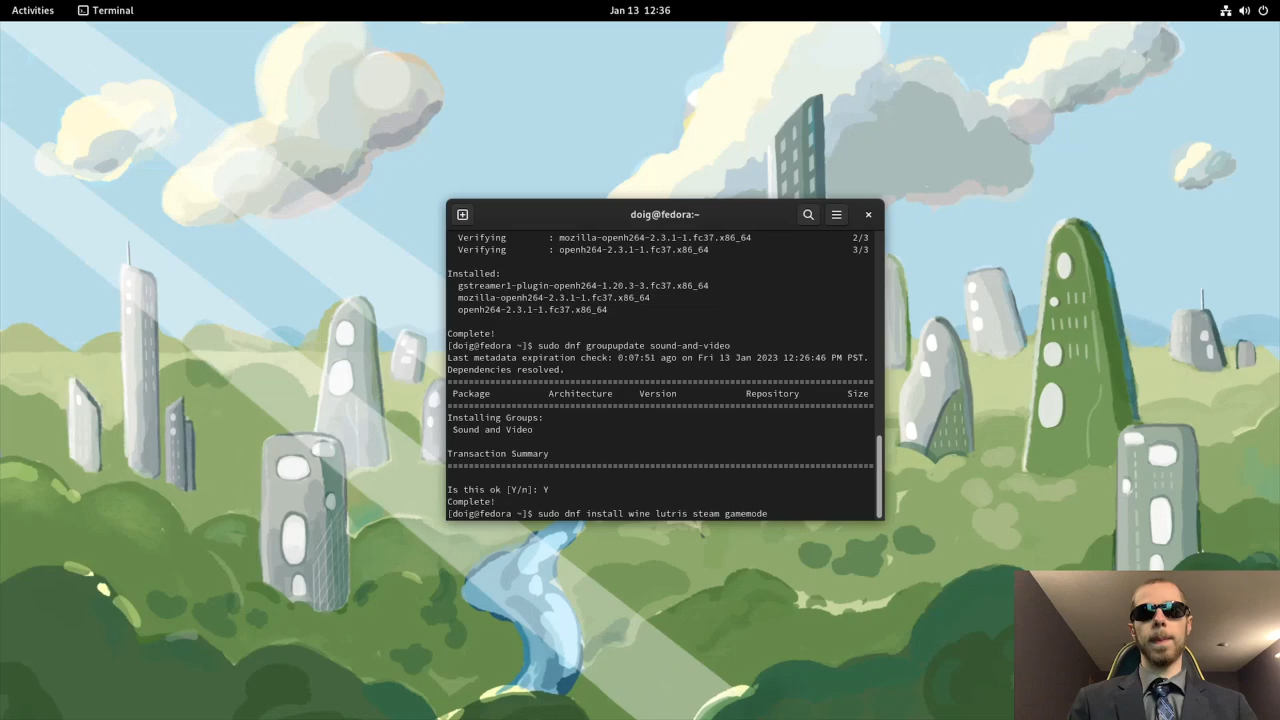 Activities
Terminal
Jan 13 12:36
doig@fedora:~
Verifying : mozilla-openh264-2.3.1-1.fc37.x86_64 2/3
Verifying : openh264-2.3.1-1.fc37.x86_64 3/3
Installed:
gstreamer1-plugin-openh264-1.20.3-3.fc37.x86_64
mozilla-openh264-2.3.1-1.fc37.x86_64
openh264-2.3.1-1.fc37.x86_64
Complete!
[doig@fedora ~]$ sudo dnf groupupdate sound-and-video
Last metadata expiration check: 0:07:51 ago on Fri 13 Jan 2023 12:26:46 PM PST.
Dependencies resolved.
Package Architecture Version Repository Size
Installing Groups:
Sound and Video
Transaction Summary
Is this ok [Y/n]: Y
Complete!
[doig@fedora ~]$ sudo dnf install wine lutris steam gamemode